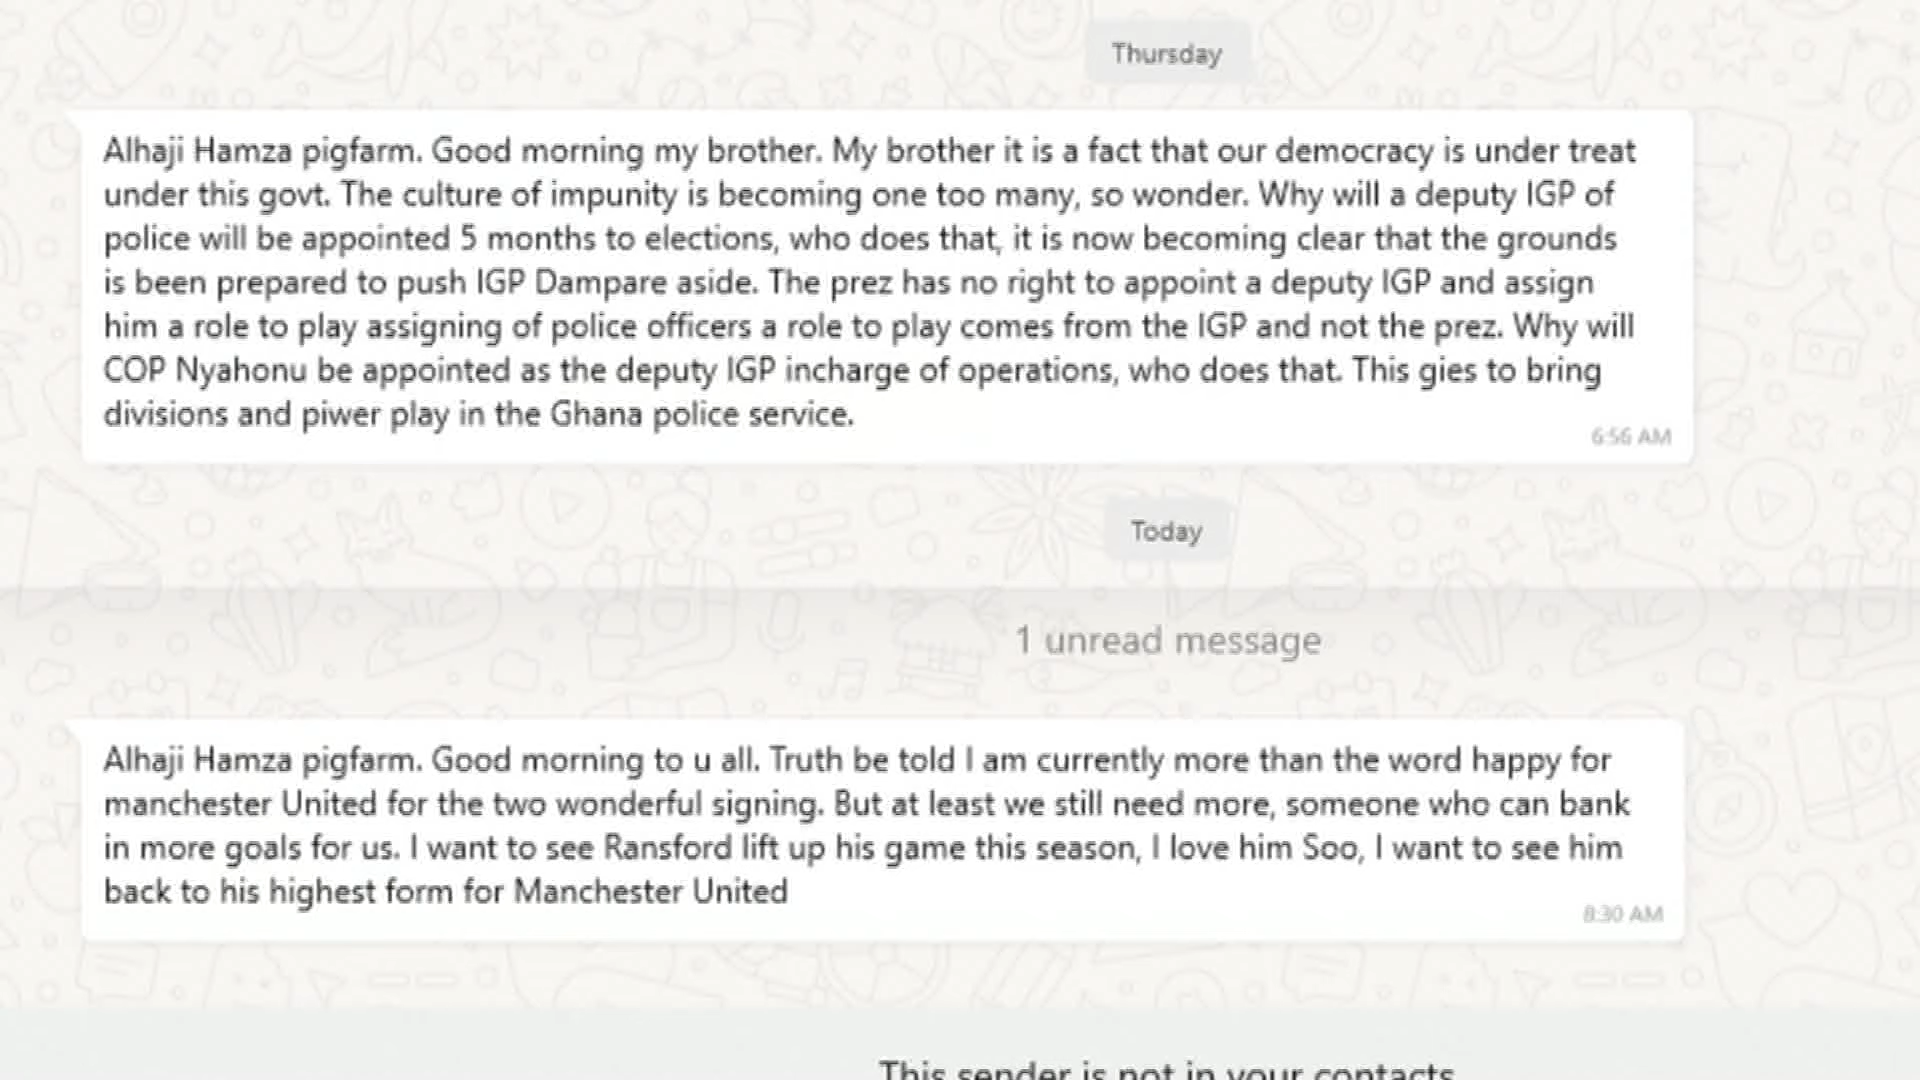 Thursday
Alhaji Hamza pigfarm. Good morning my brother. My brother it is a fact that our democracy is under treat
under this govt. The culture of impunity is becoming one too many, so wonder. Why will a deputy IGP of
police will be appointed 5 months to elections, who does that, it is now becoming clear that the grounds
is been prepared to push IGP Dampare aside. The prez has no right to appoint a deputy IGP and assign
him a role to play assigning of police officers a role to play comes from the IGP and not the prez. Why will
COP Nyahonu be appointed as the deputy IGP incharge of operations, who does that. This gies to bring
divisions and piwer play in the Ghana police service.
6:56 AM
Today
1 unread message
Alhaji Hamza pigfarm. Good morning to u all. Truth be told I am currently more than the word happy for
manchester United for the two wonderful signing. But at least we still need more, someone who can bank
in more goals for us. I want to see Ransford lift up his game this season, I love him Soo, I want to see him
back to his highest form for Manchester United
8:30 AM
This sender is not in your contacts